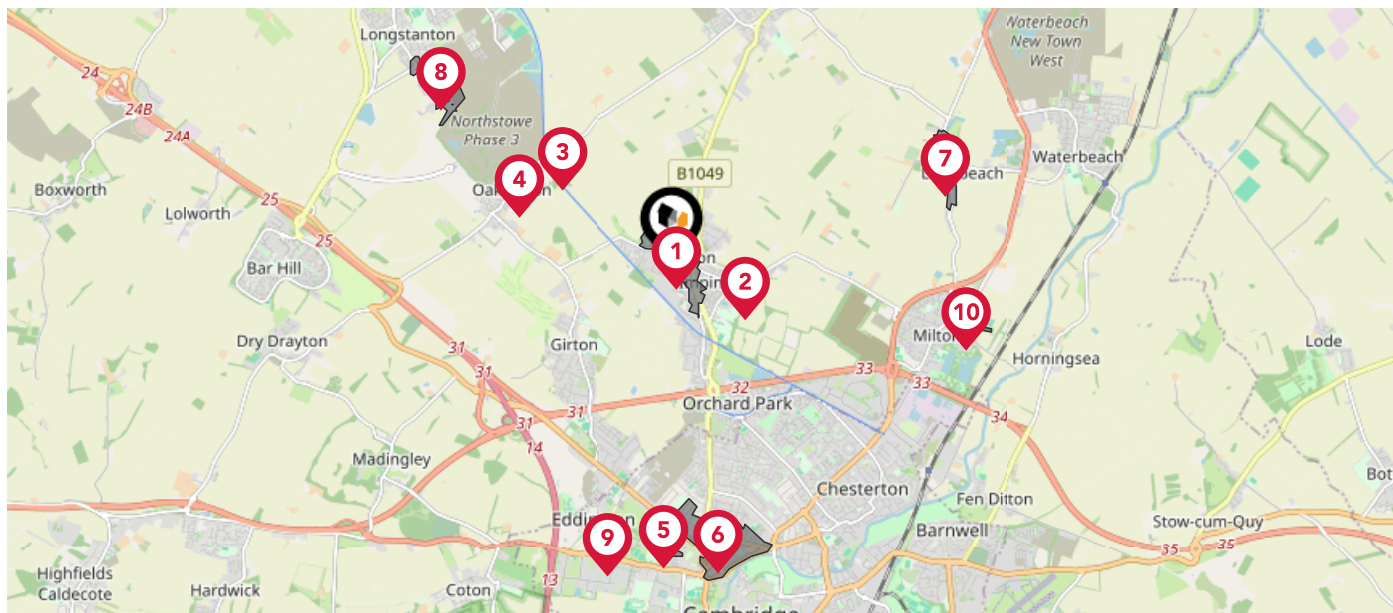 Longstanton
Waterbeach
New Town
West
24
8
24B
Northstowe
Phase 3
24A
3
B1049
7
Waterbeach
4
Boxworth
25
Lolworth
25
1
Bar Hill
2
10
Dry Drayton
31
Girton
Milton
Horningsea
Lode
31
33
32
33
31
Orchard Park
34
31
14
Madingley
Chesterton
Fen Ditton
9
5
6
Barnwell
Stow-cum-Quy
35
35
13
Highfields
Caldecote
Hardwick
Coton
Cambridge